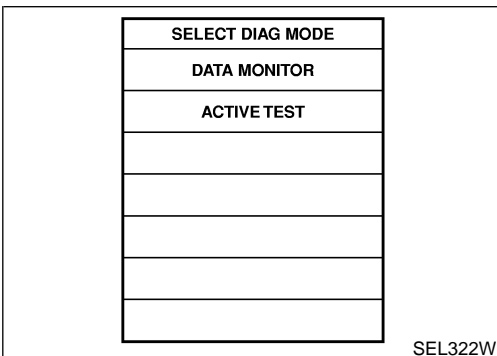 SELECT DIAG MODE
DATA MONITOR
ACTIVE TEST
SEL322W